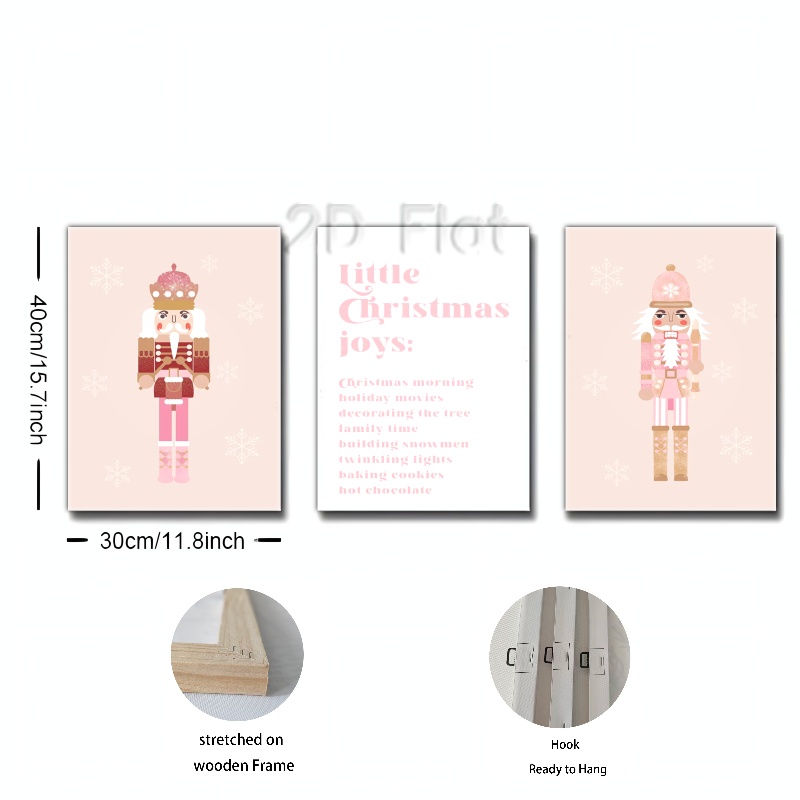 2D Flat
Little
Christmas
joys:
Christmas morning
holiday movies
decorating the tree
family time
building snowmen
twinkling lights
baking cookies
hot chocolate
40cm/15.7inch
30cm/11.8inch
stretched on
wooden Frame
Hook
Ready to Hang